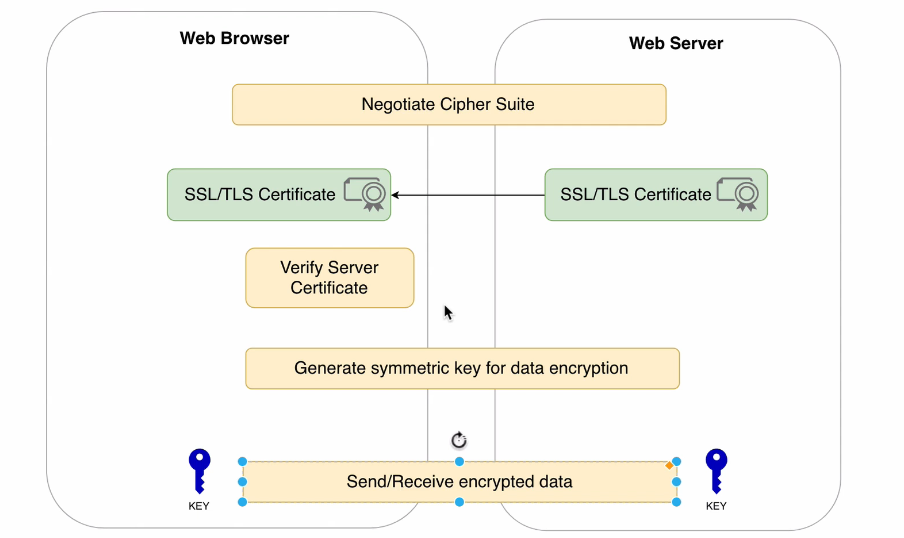 Web Browser
Web Server
Negotiate Cipher Suite
SSL/TLS Certificate
SSL/TLS Certificate
Verify Server
Certificate
Generate symmetric key for data encryption
Send/Receive encrypted data
KEY
KEY